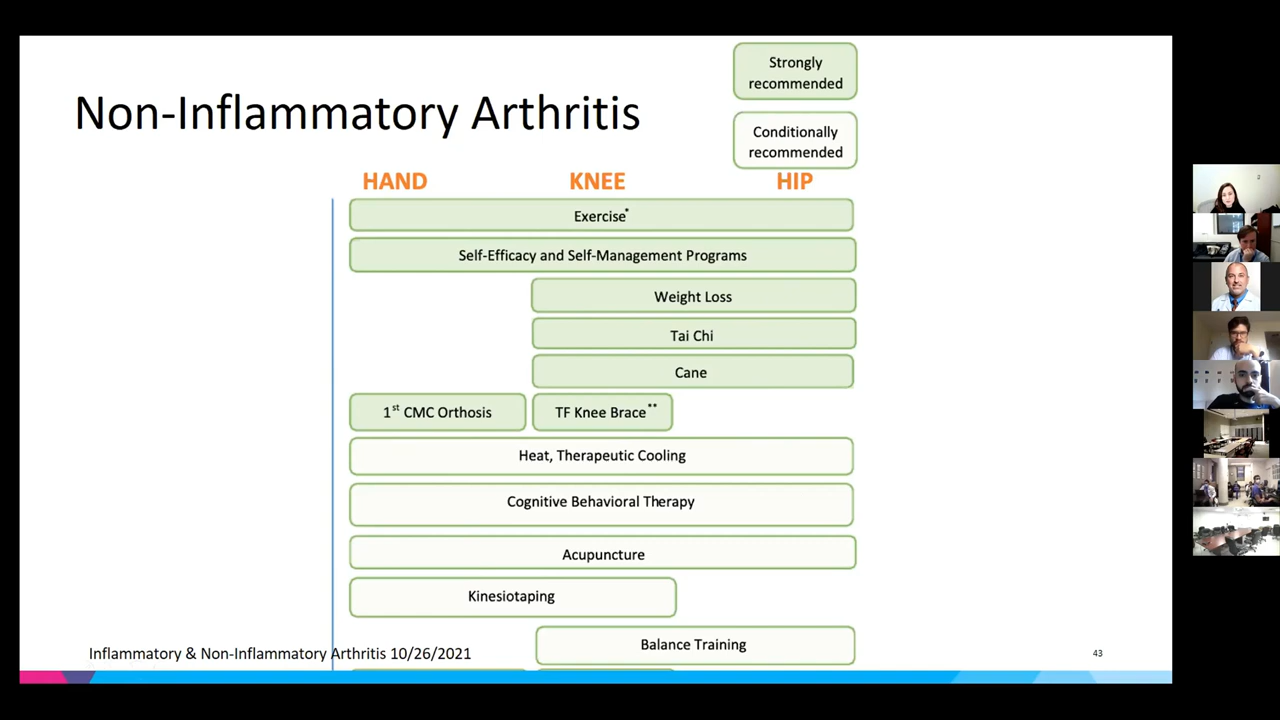 Strongly
recommended
Non-Inflammatory Arthritis
Conditionally
recommended
HAND KNEE HIP
Exercise*
Self-Efficacy and Self-Management Programs
Weight Loss
Tai Chi
Cane
1st CMC Orthosis TF Knee Brace**
Heat, Therapeutic Cooling
Cognitive Behavioral Therapy
Acupuncture
Kinesiotaping
Balance Training
Inflammatory & Non-Inflammatory Arthritis 10/26/2021
43